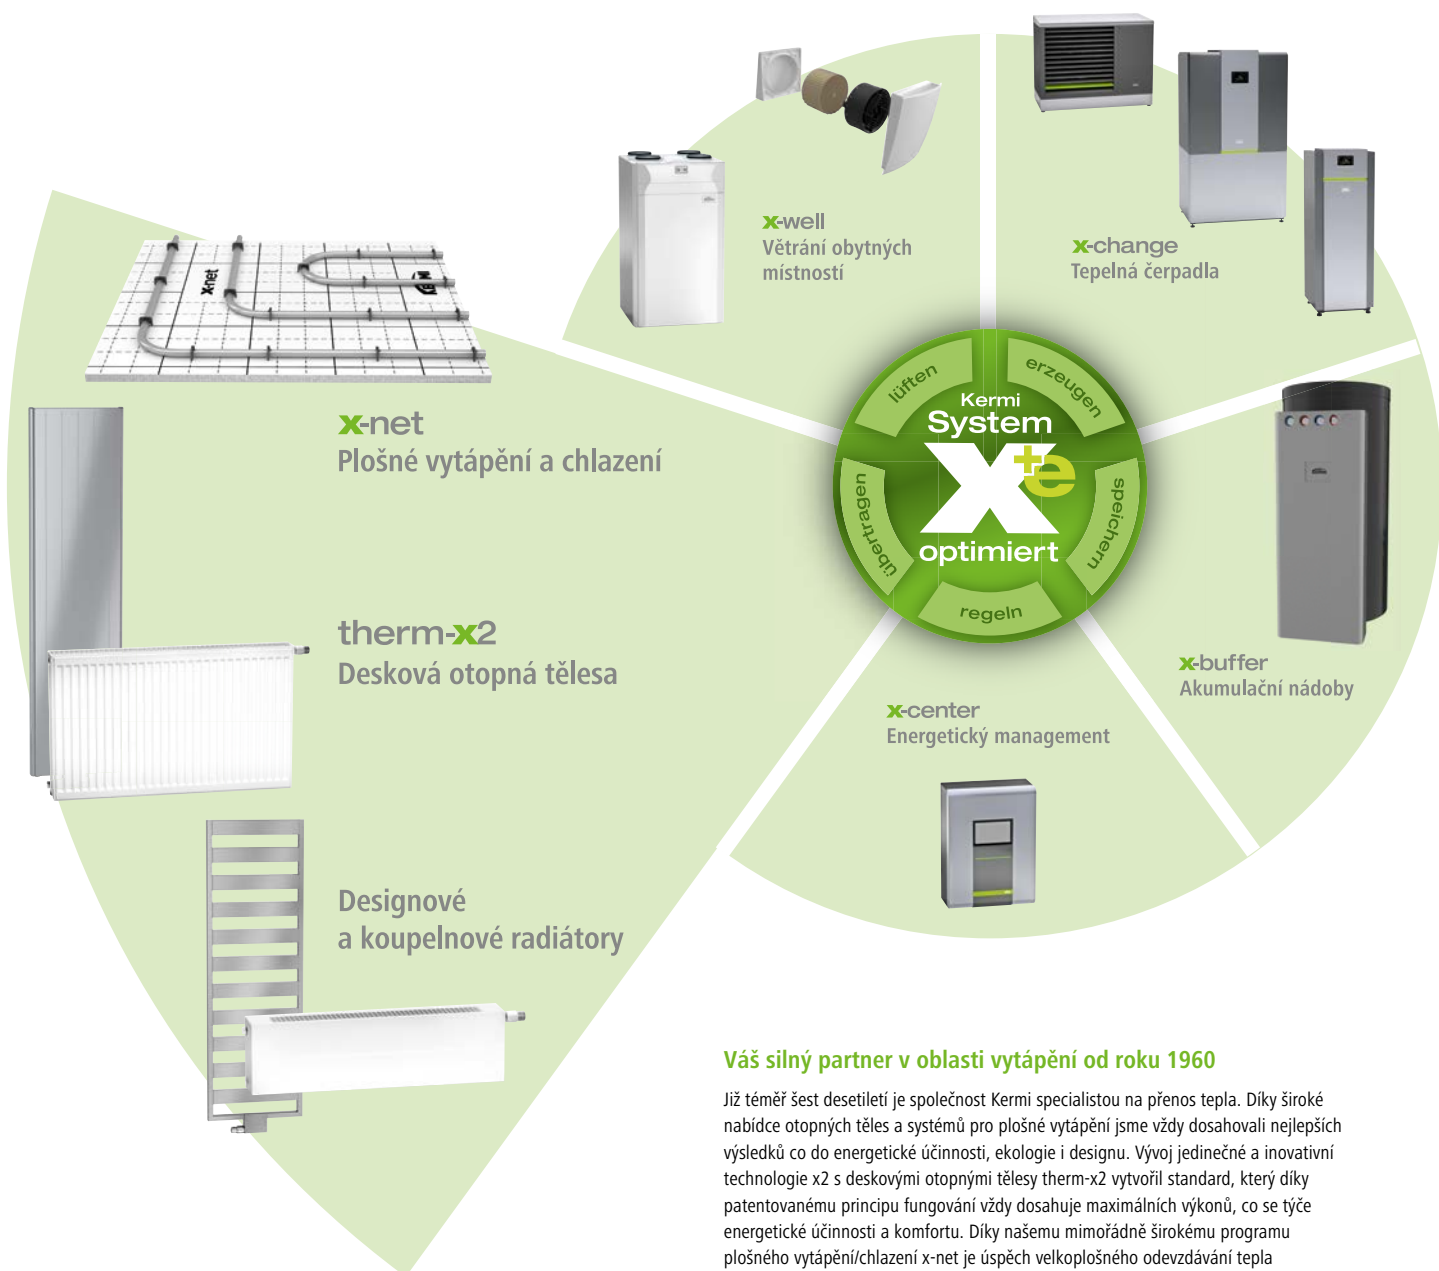 x-well
Větrání obytných
místností
x-change
Tepelná čerpadla
x-net
KERMI
x-net
Plošné vytápění a chlazení
therm-x2
Desková otopná tělesa
Designové
a koupelnové radiátory
lüften
erzeugen
speichern
regeln
übertragen
Kermi
System
x+e
optimiert
x-buffer
Akumulační nádoby
x-center
Energetický management
Váš silný partner v oblasti vytápění od roku 1960
Již téměř šest desetiletí je společnost Kermi specialistou na přenos tepla. Díky široké
nabídce otopných těles a systémů pro plošné vytápění jsme vždy dosahovali nejlepších
výsledků co do energetické účinnosti, ekologie i designu. Vývoj jedinečné a inovativní
technologie x2 s deskovými otopnými tělesy therm-x2 vytvořil standard, který díky
patentovanému principu fungování vždy dosahuje maximálních výkonů, co se týče
energetické účinnosti a komfortu. Díky našemu mimořádně širokému programu
plošného vytápění/chlazení x-net je úspěch velkoplošného odevzdávání tepla